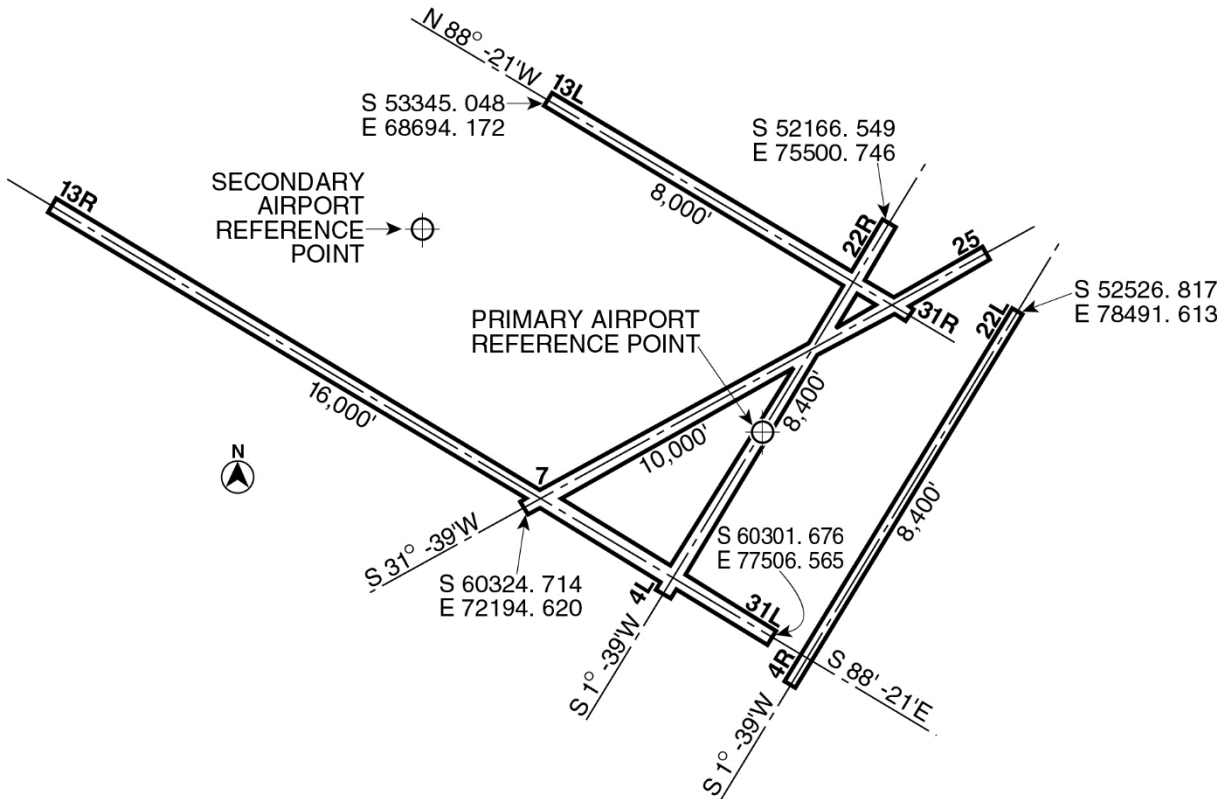 N 88° -21'W
13L
S 53345. 048
E 68694. 172
S 52166. 549
E 75500. 746
13R
SECONDARY
AIRPORT
REFERENCE
POINT
8,000'
22R
25
S 52526. 817
E 78491. 613
31R
22L
PRIMARY AIRPORT
REFERENCE POINT
16,000'
8,400'
10,000'
N
7
8,400'
S 31° -39'W
S 60324. 714
E 72194. 620
S 60301. 676
E 77506. 565
4L
31L
4R
S 88' -21'E
S 1° -39'W
S 1° -39'W